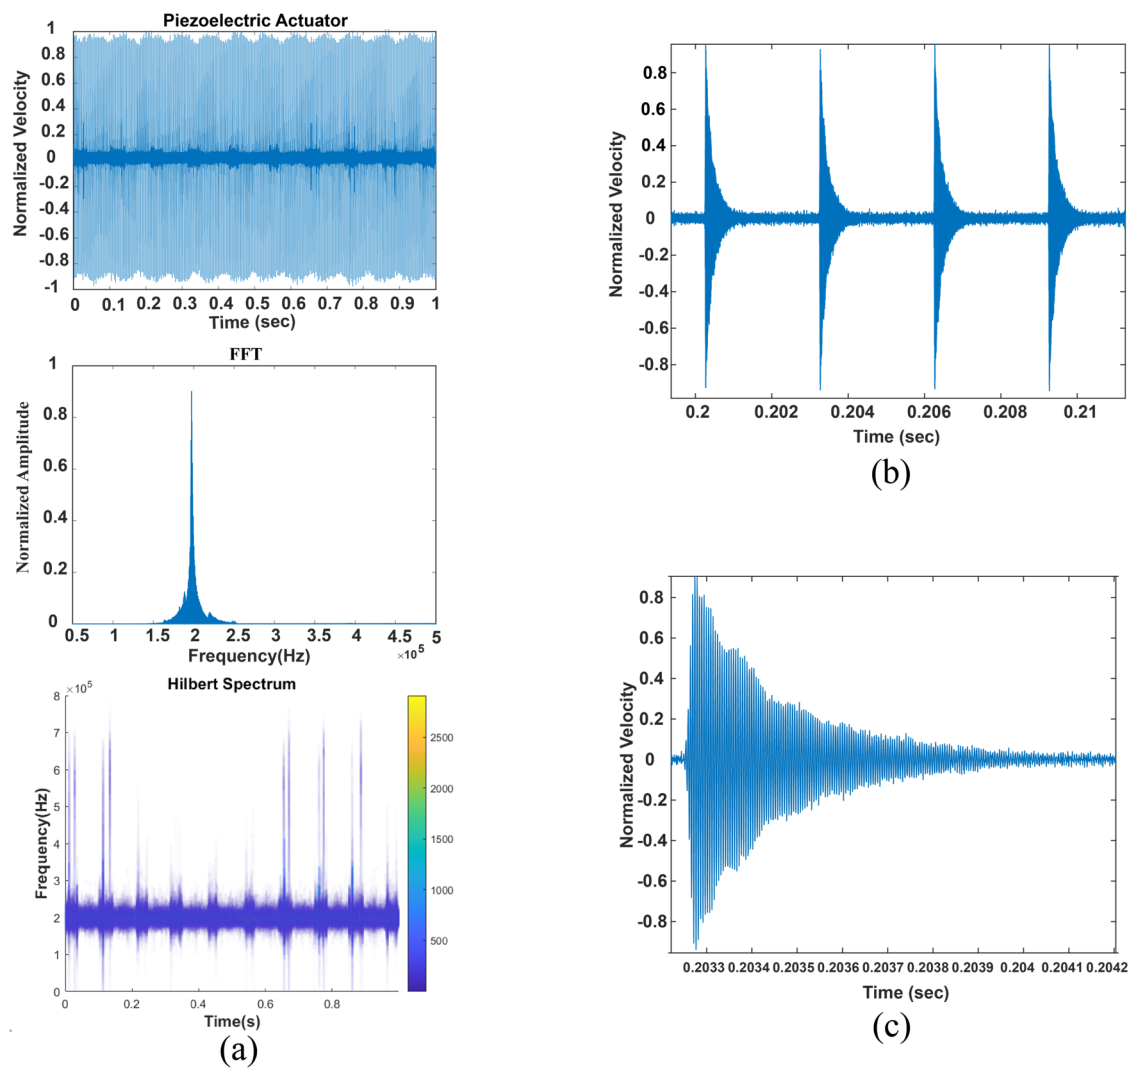 Piezoelectric Actuator
1
0.8
0.6
0.4
0.2
0
-0.2
-0.4
-0.6
-0.8
-1
Normalized Velocity
0 0.1 0.2 0.3 0.4 0.5 0.6 0.7 0.8 0.9 1
Time (sec)
FFT
1
0.8
0.6
0.4
0.2
0
Normalized Amplitude
0.5 1 1.5 2 2.5 3 3.5 4 4.5 5
×10⁵
Frequency(Hz)
Hilbert Spectrum
×10⁵
8
7
6
5
4
3
2
1
0
Frequency(Hz)
0 0.2 0.4 0.6 0.8
Time(s)
2500
2000
1500
1000
500
(a)
0.8
0.6
0.4
0.2
0
-0.2
-0.4
-0.6
-0.8
Normalized Velocity
0.2 0.202 0.204 0.206 0.208 0.21
Time (sec)
(b)
0.8
0.6
0.4
0.2
0
-0.2
-0.4
-0.6
-0.8
Normalized Velocity
0.2033 0.2034 0.2035 0.2036 0.2037 0.2038 0.2039 0.204 0.2041 0.2042
Time (sec)
(c)